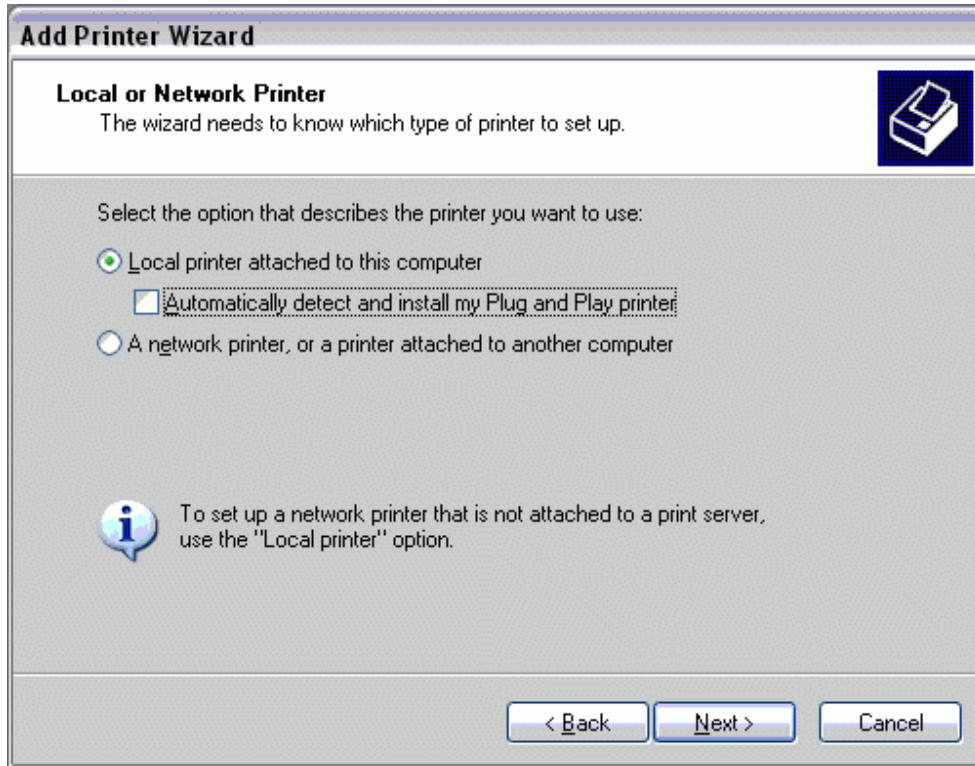 Add Printer Wizard
Local or Network Printer
The wizard needs to know which type of printer to set up.
Select the option that describes the printer you want to use:
Local printer attached to this computer
Automatically detect and install my Plug and Play printer
A network printer, or a printer attached to another computer
To set up a network printer that is not attached to a print server,
use the "Local printer" option.
< Back Next > Cancel